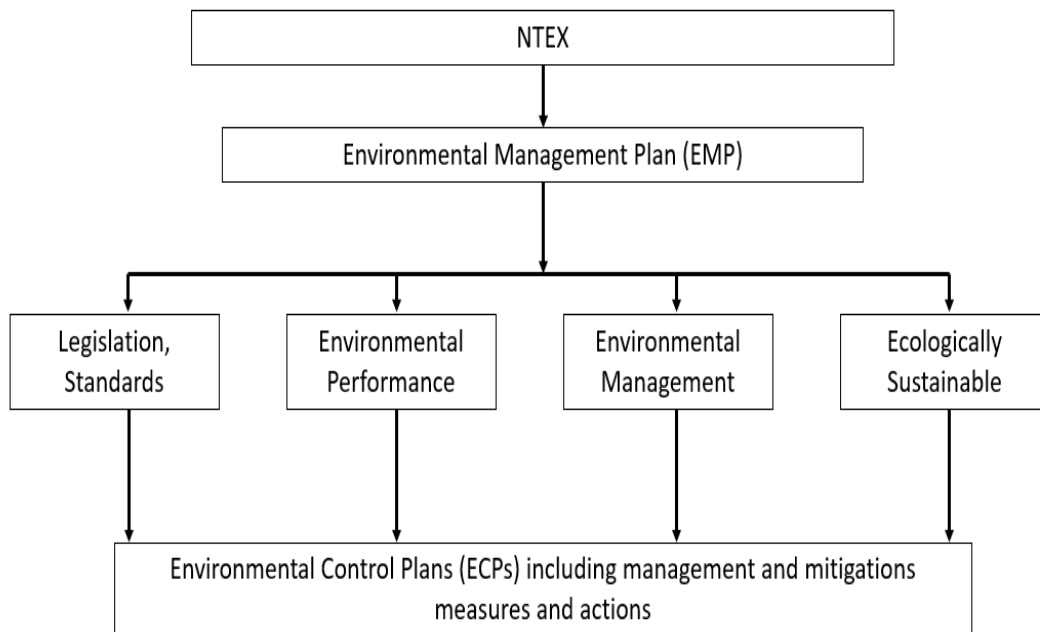 NTEX
Environmental Management Plan (EMP)
Legislation,
Standards
Environmental
Performance
Environmental
Management
Ecologically
Sustainable
Environmental Control Plans (ECPs) including management and mitigations
measures and actions